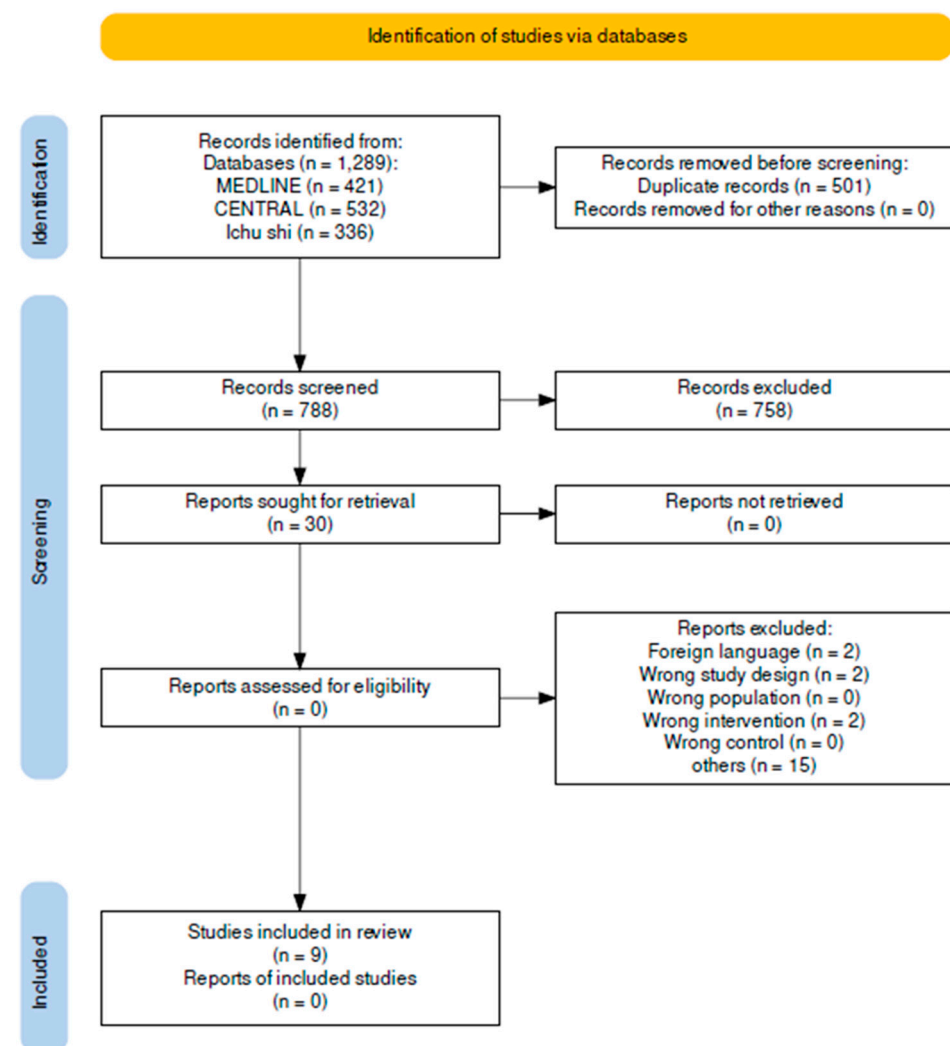 Identification of studies via databases
Identification
Records identified from:
Databases (n = 1,289):
MEDLINE (n = 421)
CENTRAL (n = 532)
Ichu shi (n = 336)
Records removed before screening:
Duplicate records (n = 501)
Records removed for other reasons (n = 0)
Screening
Records screened
(n = 788)
Records excluded
(n = 758)
Reports sought for retrieval
(n = 30)
Reports not retrieved
(n = 0)
Reports assessed for eligibility
(n = 0)
Reports excluded:
Foreign language (n = 2)
Wrong study design (n = 2)
Wrong population (n = 0)
Wrong intervention (n = 2)
Wrong control (n = 0)
others (n = 15)
Included
Studies included in review
(n = 9)
Reports of included studies
(n = 0)